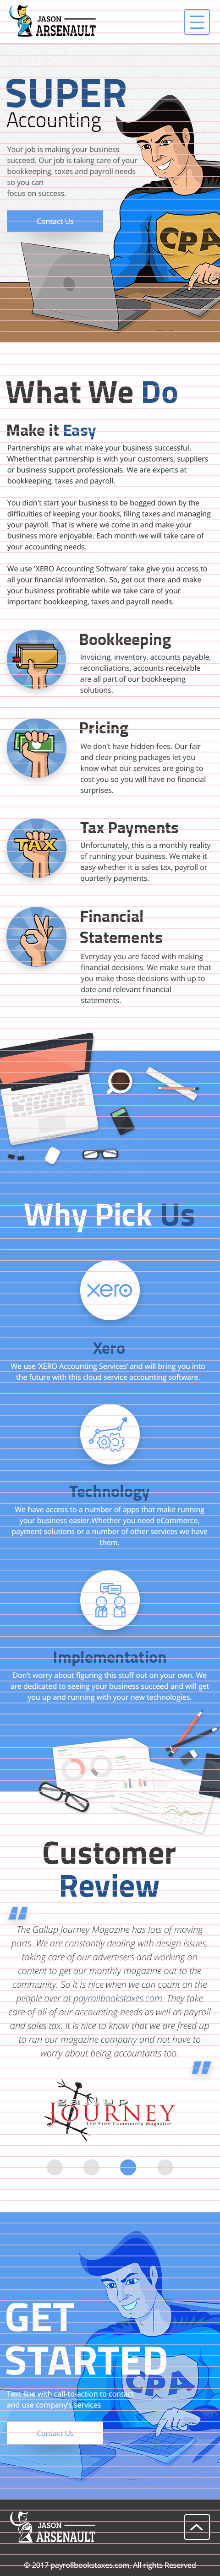 JASON
ARSENAULT
SUPER
Accounting
Your job is making your business
succeed. Our job is taking care of your
bookkeeping, taxes and payroll needs
so you can
focus on success.
Contact Us
CPA
What We Do
Make it Easy
Partnerships are what make your business successful.
Whether that partnership is with your customers, suppliers
or business support professionals. We are experts at
bookkeeping, taxes and payroll.
You didn't start your business to be bogged down by the
difficulties of keeping your books, filing taxes and managing
your payroll. That is where we come in and make your
business more enjoyable. Each month we will take care of
your accounting needs.
We use 'XERO Accounting Software' take give you access to
all your financial information. So, get out there and make
your business profitable while we take care of your
important bookkeeping, taxes and payroll needs.
Bookkeeping
Invoicing, inventory, accounts payable,
reconciliations, accounts receivable
are all part of our bookkeeping
solutions.
Pricing
We don't have hidden fees. Our fair
and clear pricing packages let you
know what our services are going to
cost you so you will have no financial
surprises.
TAX
Tax Payments
Unfortunately, this is a monthly reality
of running your business. We make it
easy whether it is sales tax, payroll or
quarterly payments.
Financial
Statements
Everyday you are faced with making
financial decisions. We make sure that
you make those decisions with up to
date and relevant financial
statements.
Why Pick Us
xero
Xero
We use 'XERO Accounting Services' and will bring you into
the future with this cloud service accounting software.
Technology
We have access to a number of apps that make running
your business easier.Whether you need eCommerce,
payment solutions or a number of other services we have
them.
Implementation
Don't worry about figuring this stuff out on your own. We
are dedicated to seeing your business succeed and will get
you up and running with your new technologies.
Customer
Review
The Gallup Journey Magazine has lots of moving
parts. We are constantly dealing with design issues,
taking care of our advertisers and working on
content to get our monthly magazine out to the
community. So it is nice when we can count on the
people over at payrollbookstaxes.com. They take
care of all of our accounting needs as well as payroll
and sales tax. It is nice to know that we are freed up
to run our magazine company and not have to
worry about being accountants too.
gallup
JOURNEY
The Free Community Magazine
GET
STARTED
CPA
Text line with call-to-action to contact
and use company's services
Contact Us
JASON
ARSENAULT
© 2017 payrollbookstaxes.com, All rights Reserved